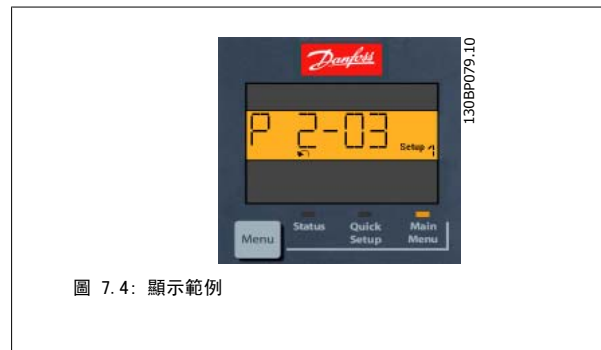 Danfoss
130BP079.10
P 2-03 Setup 1
Menu
Status
Quick Setup
Main Menu
圖 7.4: 顯示範例